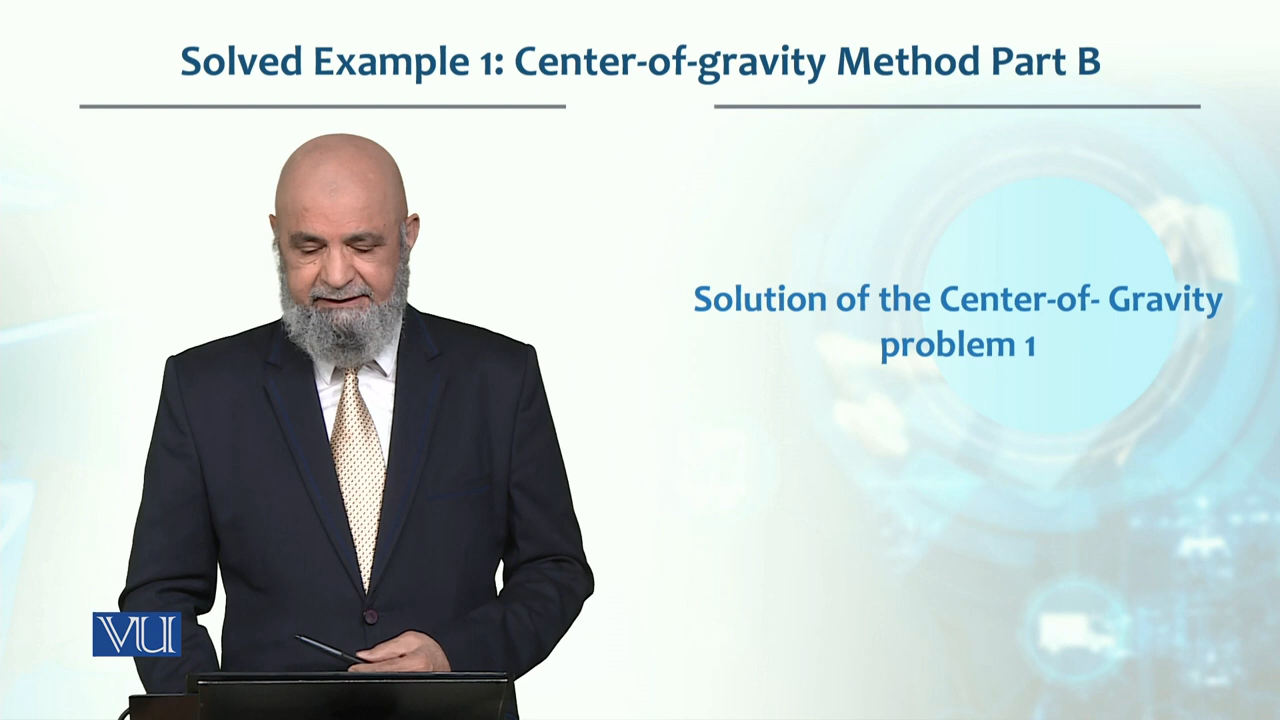 Solved Example 1: Center-of-gravity Method Part B
Solution of the Center-of- Gravity
problem 1
VU